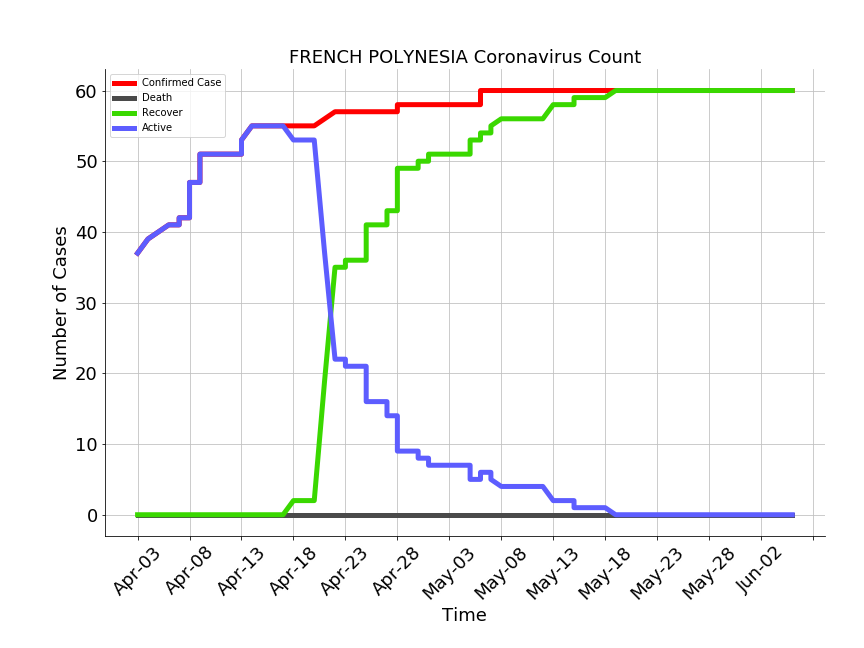 FRENCH POLYNESIA Coronavirus Count
Confirmed Case
Death
Recover
Active
Number of Cases
60
50
40
30
20
10
0
Apr-03
Apr-08
Apr-13
Apr-18
Apr-23
Apr-28
May-03
May-08
May-13
May-18
May-23
May-28
Jun-02
Time